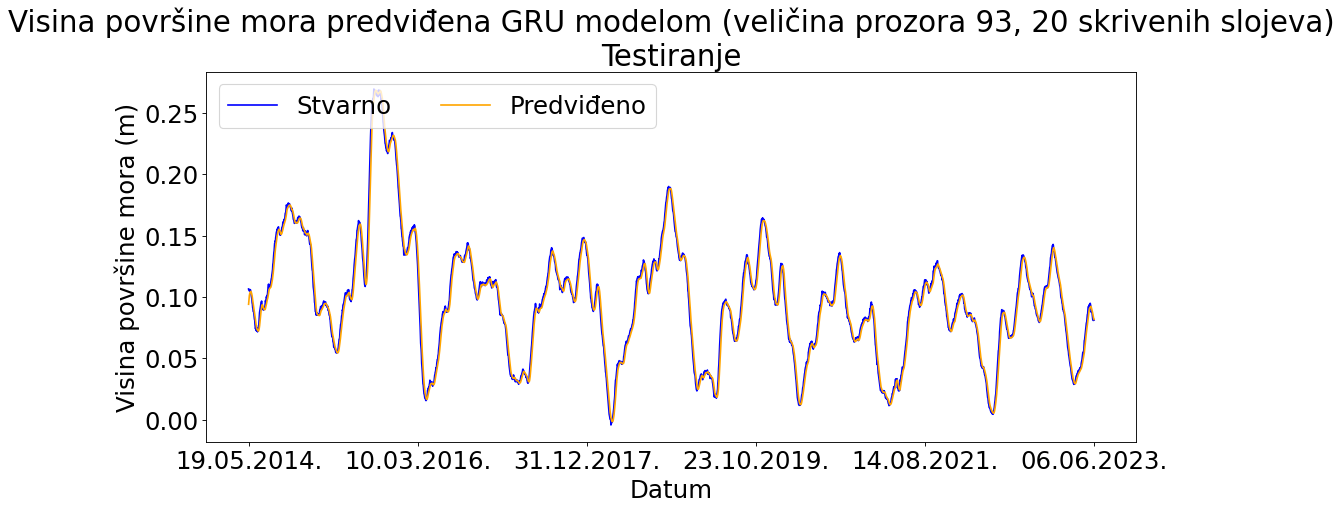 Visina površine mora predviđena GRU modelom (veličina prozora 93, 20 skrivenih slojeva)
Testiranje
Stvarno Predviđeno
Visina površine mora (m)
0.25
0.20
0.15
0.10
0.05
0.00
19.05.2014. 10.03.2016. 31.12.2017. 23.10.2019. 14.08.2021. 06.06.2023.
Datum